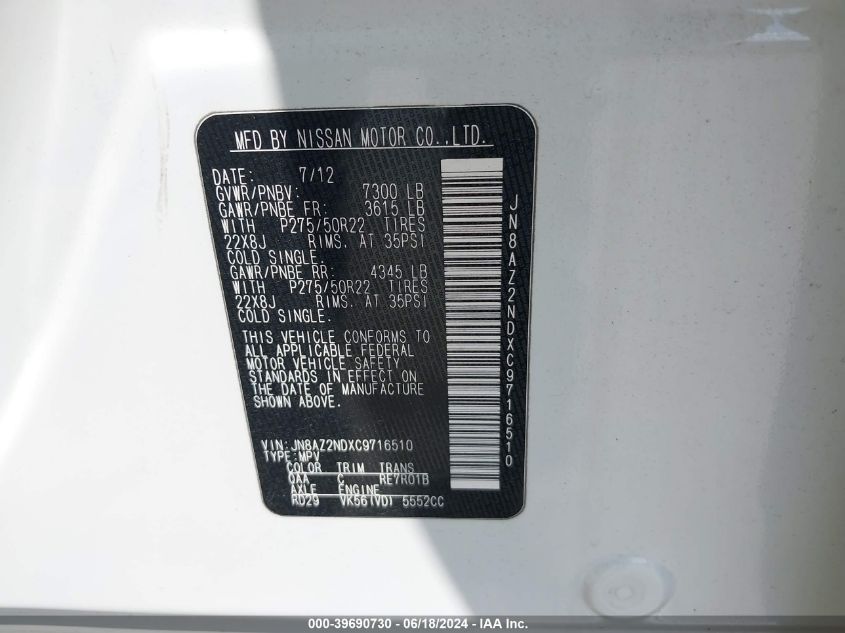 MFD BY NISSAN MOTOR CO.,LTD.
DATE: 7/12
GVWR/PNBV: 7300 LB
GAWR/PNBE FR: 3615 LB
WITH P275/50R22 TIRES
22X8J RIMS. AT 35PSI
COLD SINGLE.
GAWR/PNBE RR: 4345 LB
WITH P275/50R22 TIRES
22X8J RIMS. AT 35PSI
COLD SINGLE.
THIS VEHICLE CONFORMS TO
ALL APPLICABLE FEDERAL
MOTOR VEHICLE SAFETY
STANDARDS IN EFFECT ON
THE DATE OF MANUFACTURE
SHOWN ABOVE.
VIN:JN8AZ2NDXC9716510
TYPE:MPV
COLOR TRIM TRANS
QAA C RE7R01B
AXLE ENGINE
RD29 VK56(VD) 5552CC
JN8AZ2NDXC9716510
000-39690730 - 06/18/2024 - IAA Inc.